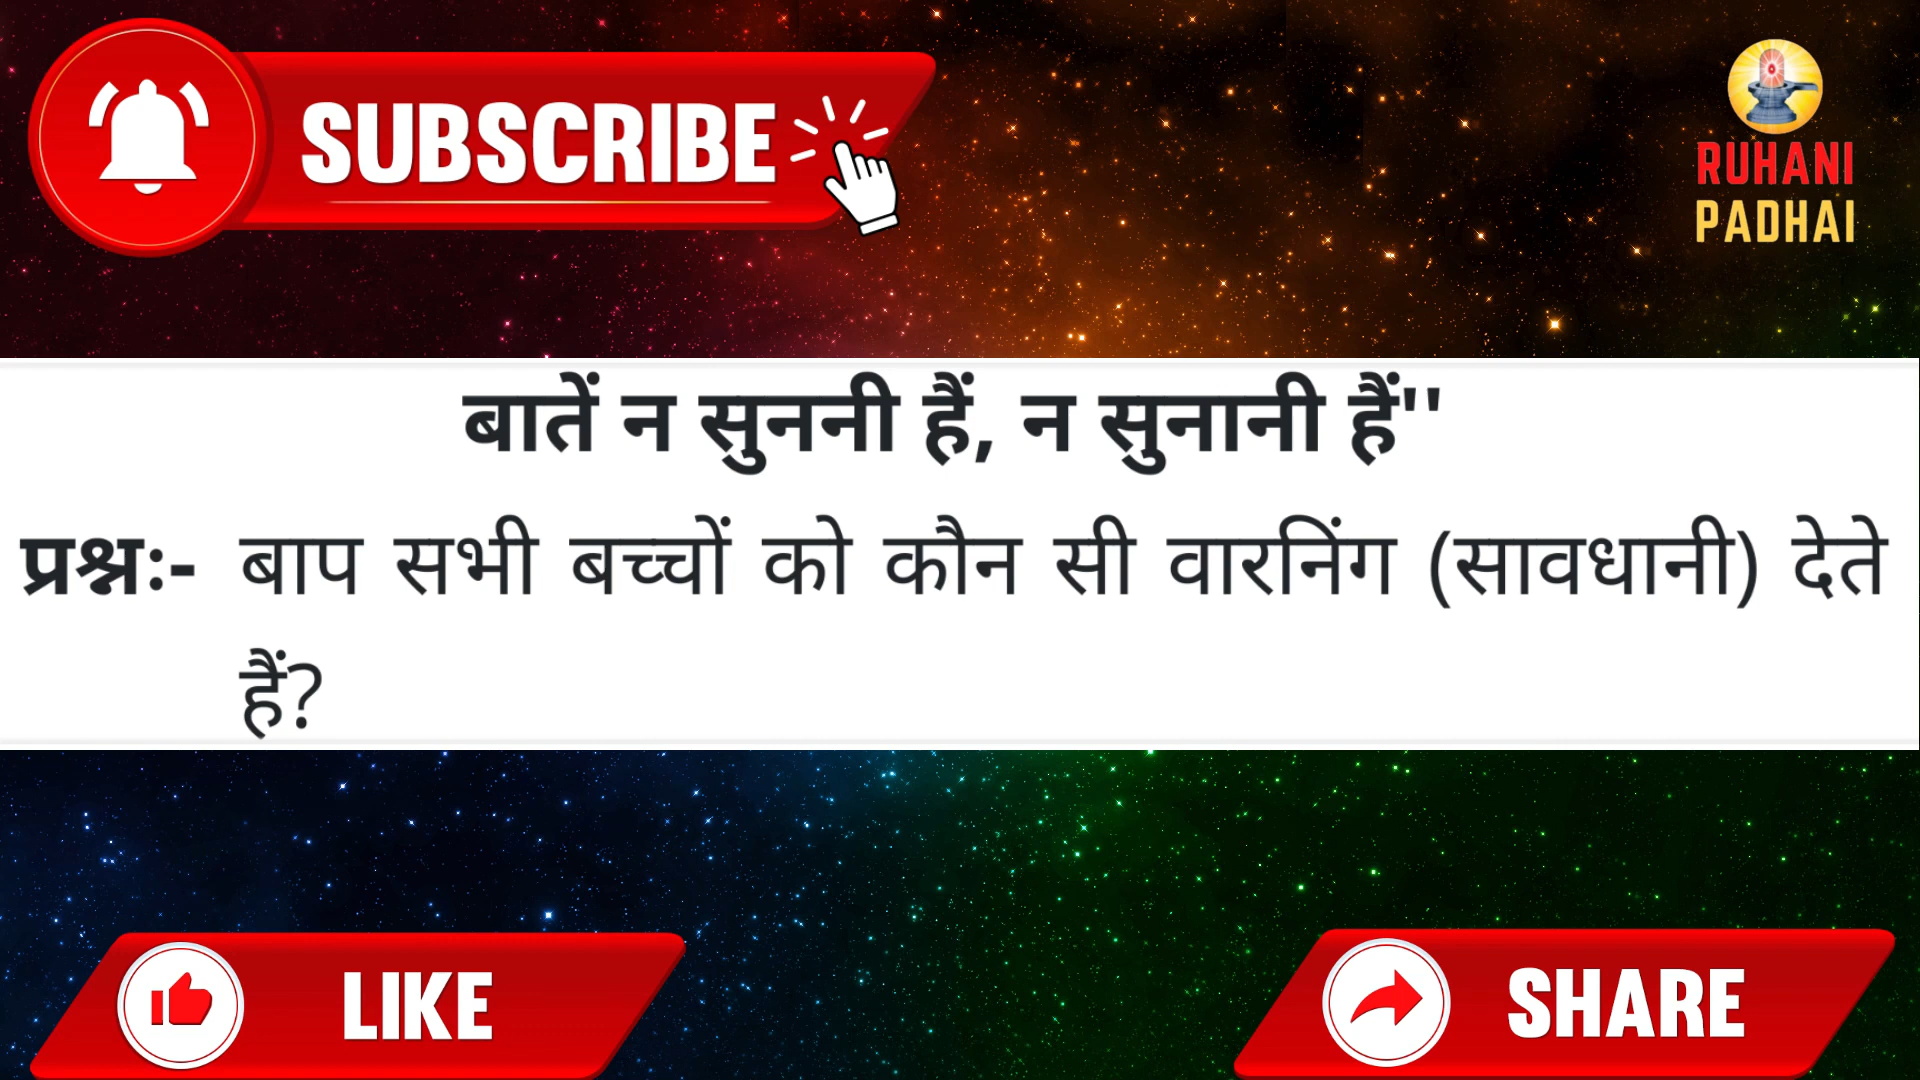 SUBSCRIBE
RUHANI
PADHAI
बातें न सुननी हैं, न सुनानी हैं''
प्रश्नः- बाप सभी बच्चों को कौन सी वारनिंग (सावधानी) देते
हैं?
LIKE
SHARE